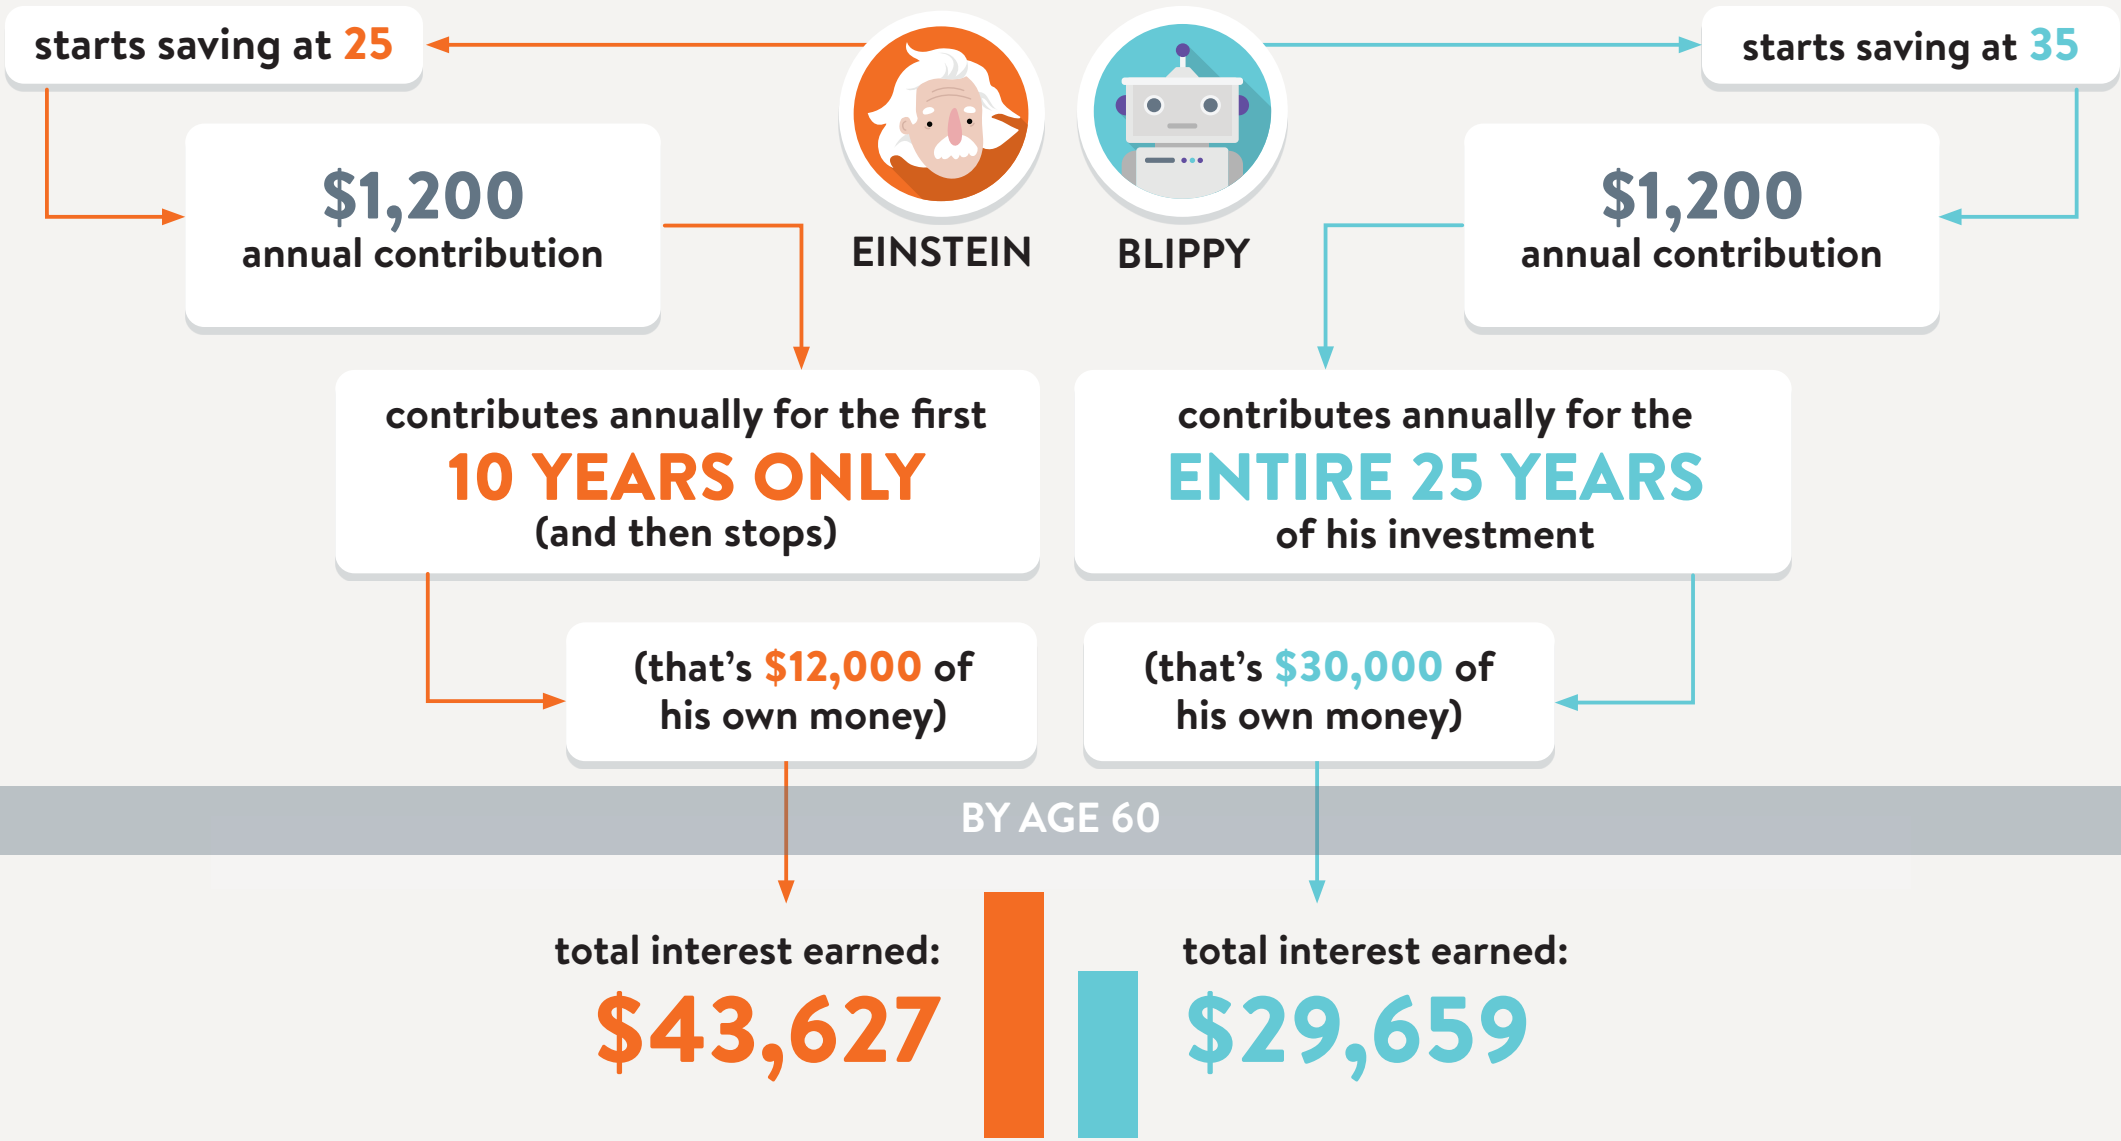 starts saving at 25
EINSTEIN
BLIPPY
starts saving at 35
$1,200
annual contribution
$1,200
annual contribution
contributes annually for the first
10 YEARS ONLY
(and then stops)
contributes annually for the
ENTIRE 25 YEARS
of his investment
(that's $12,000 of
his own money)
(that's $30,000 of
his own money)
BY AGE 60
total interest earned:
$43,627
total interest earned:
$29,659